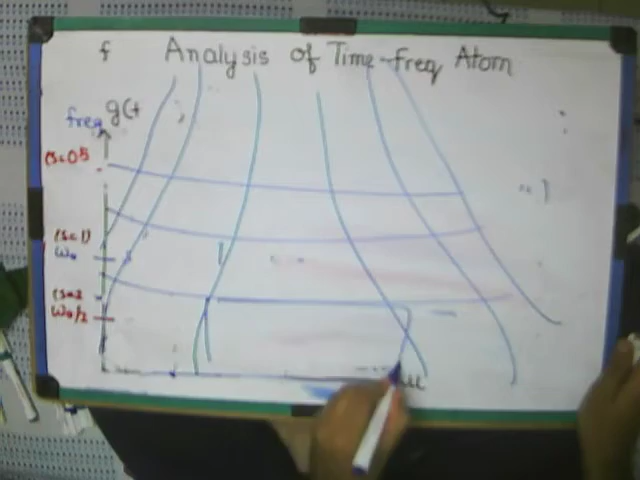 f Analysis of Time-freq Atom
g(t
freq
(s=0.5
(s=1)
ω₀
(s=2
ω₀/2
u